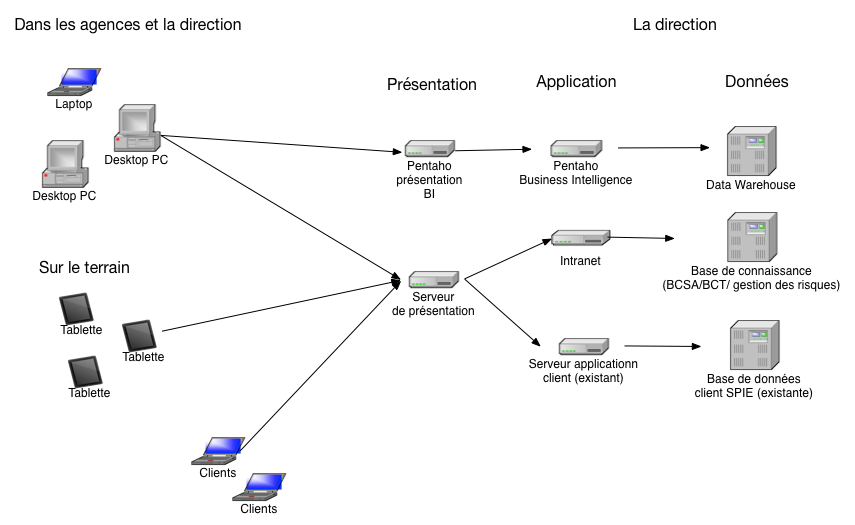 Dans les agences et la direction
La direction
Présentation
Application
Données
Laptop
Desktop PC
Desktop PC
Pentaho
présentation
BI
Pentaho
Business Intelligence
Data Warehouse
Sur le terrain
Tablette
Tablette
Tablette
Serveur
de présentation
Intranet
Base de connaissance
(BCSA/BCT/ gestion des risques)
Serveur applicationn
client (existant)
Base de données
client SPIE (existante)
Clients
Clients